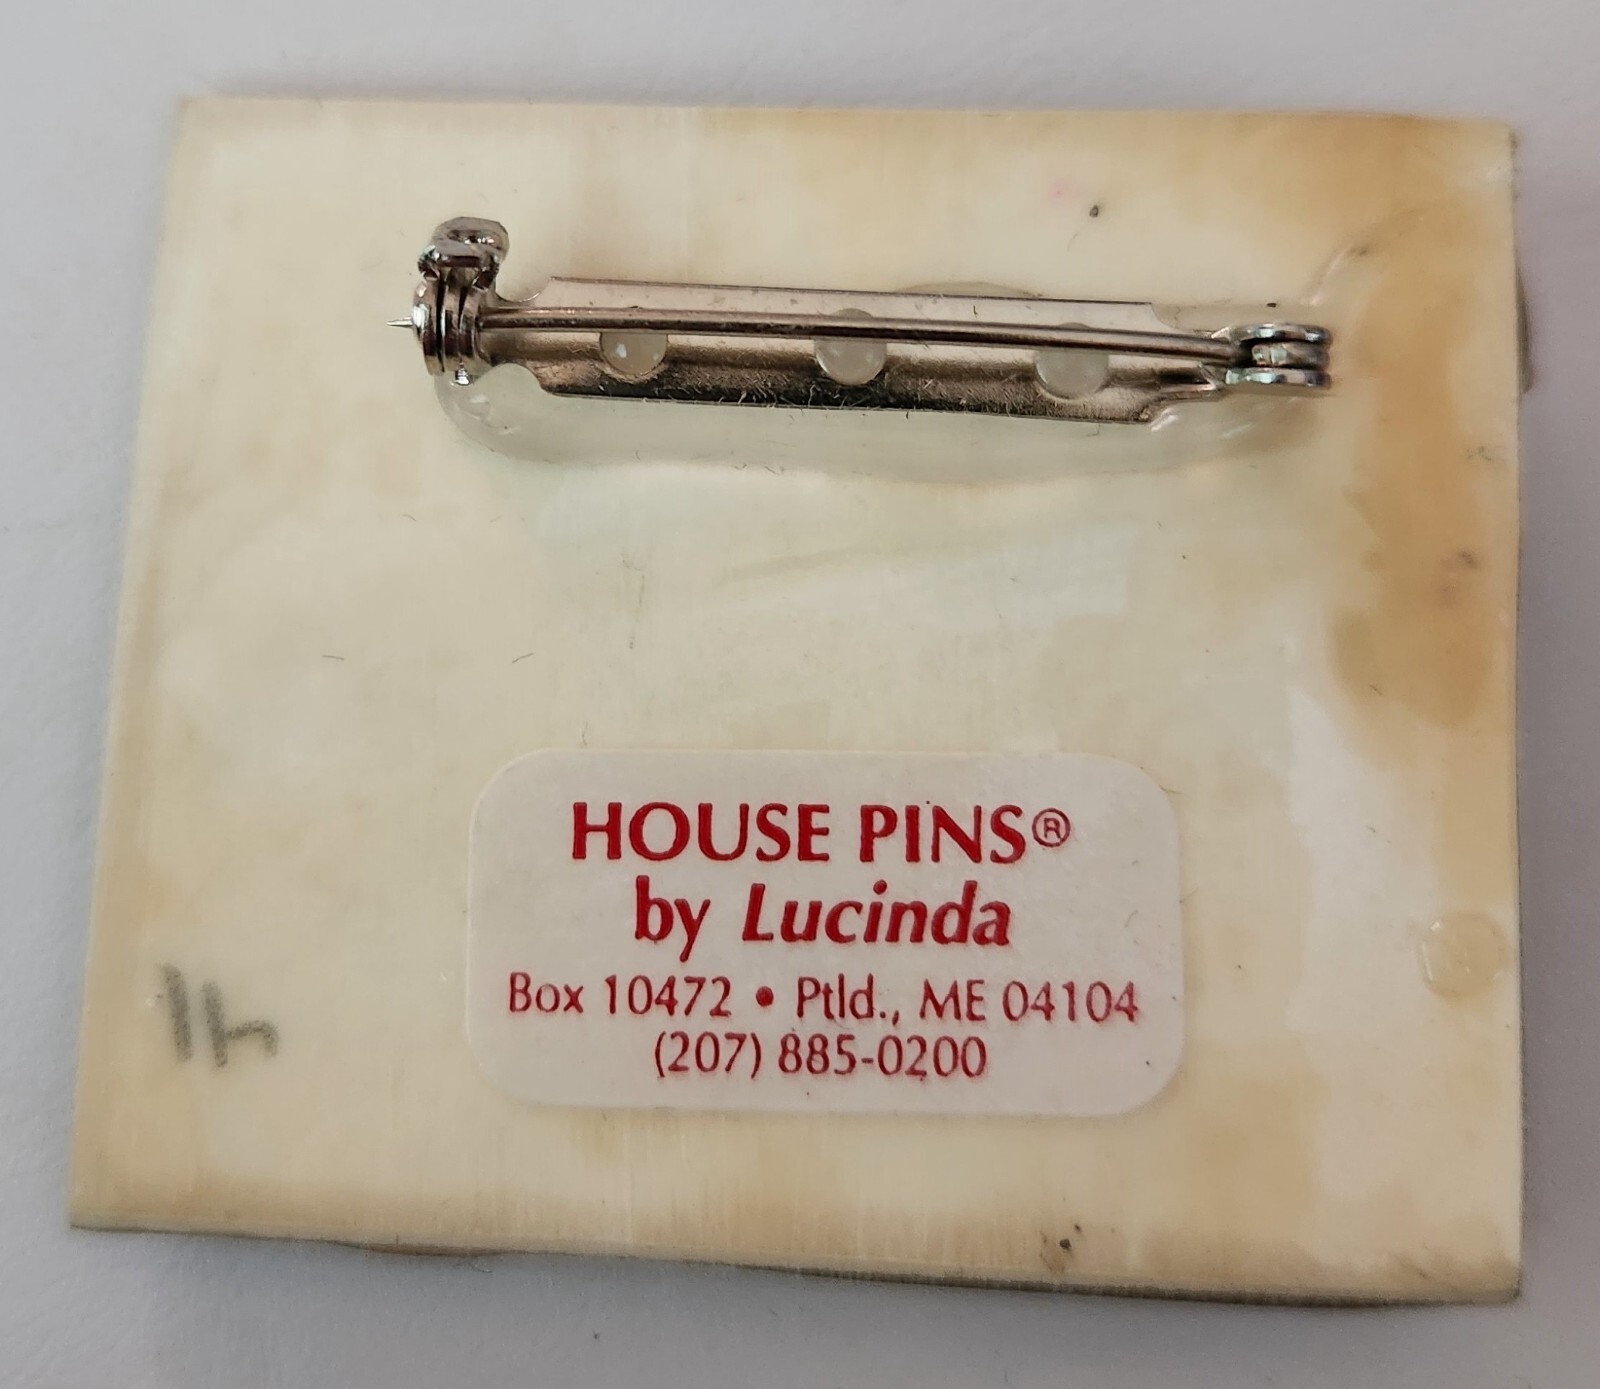 HOUSE PINS®
by Lucinda
Box 10472 • Ptld., ME 04104
(207) 885-0200